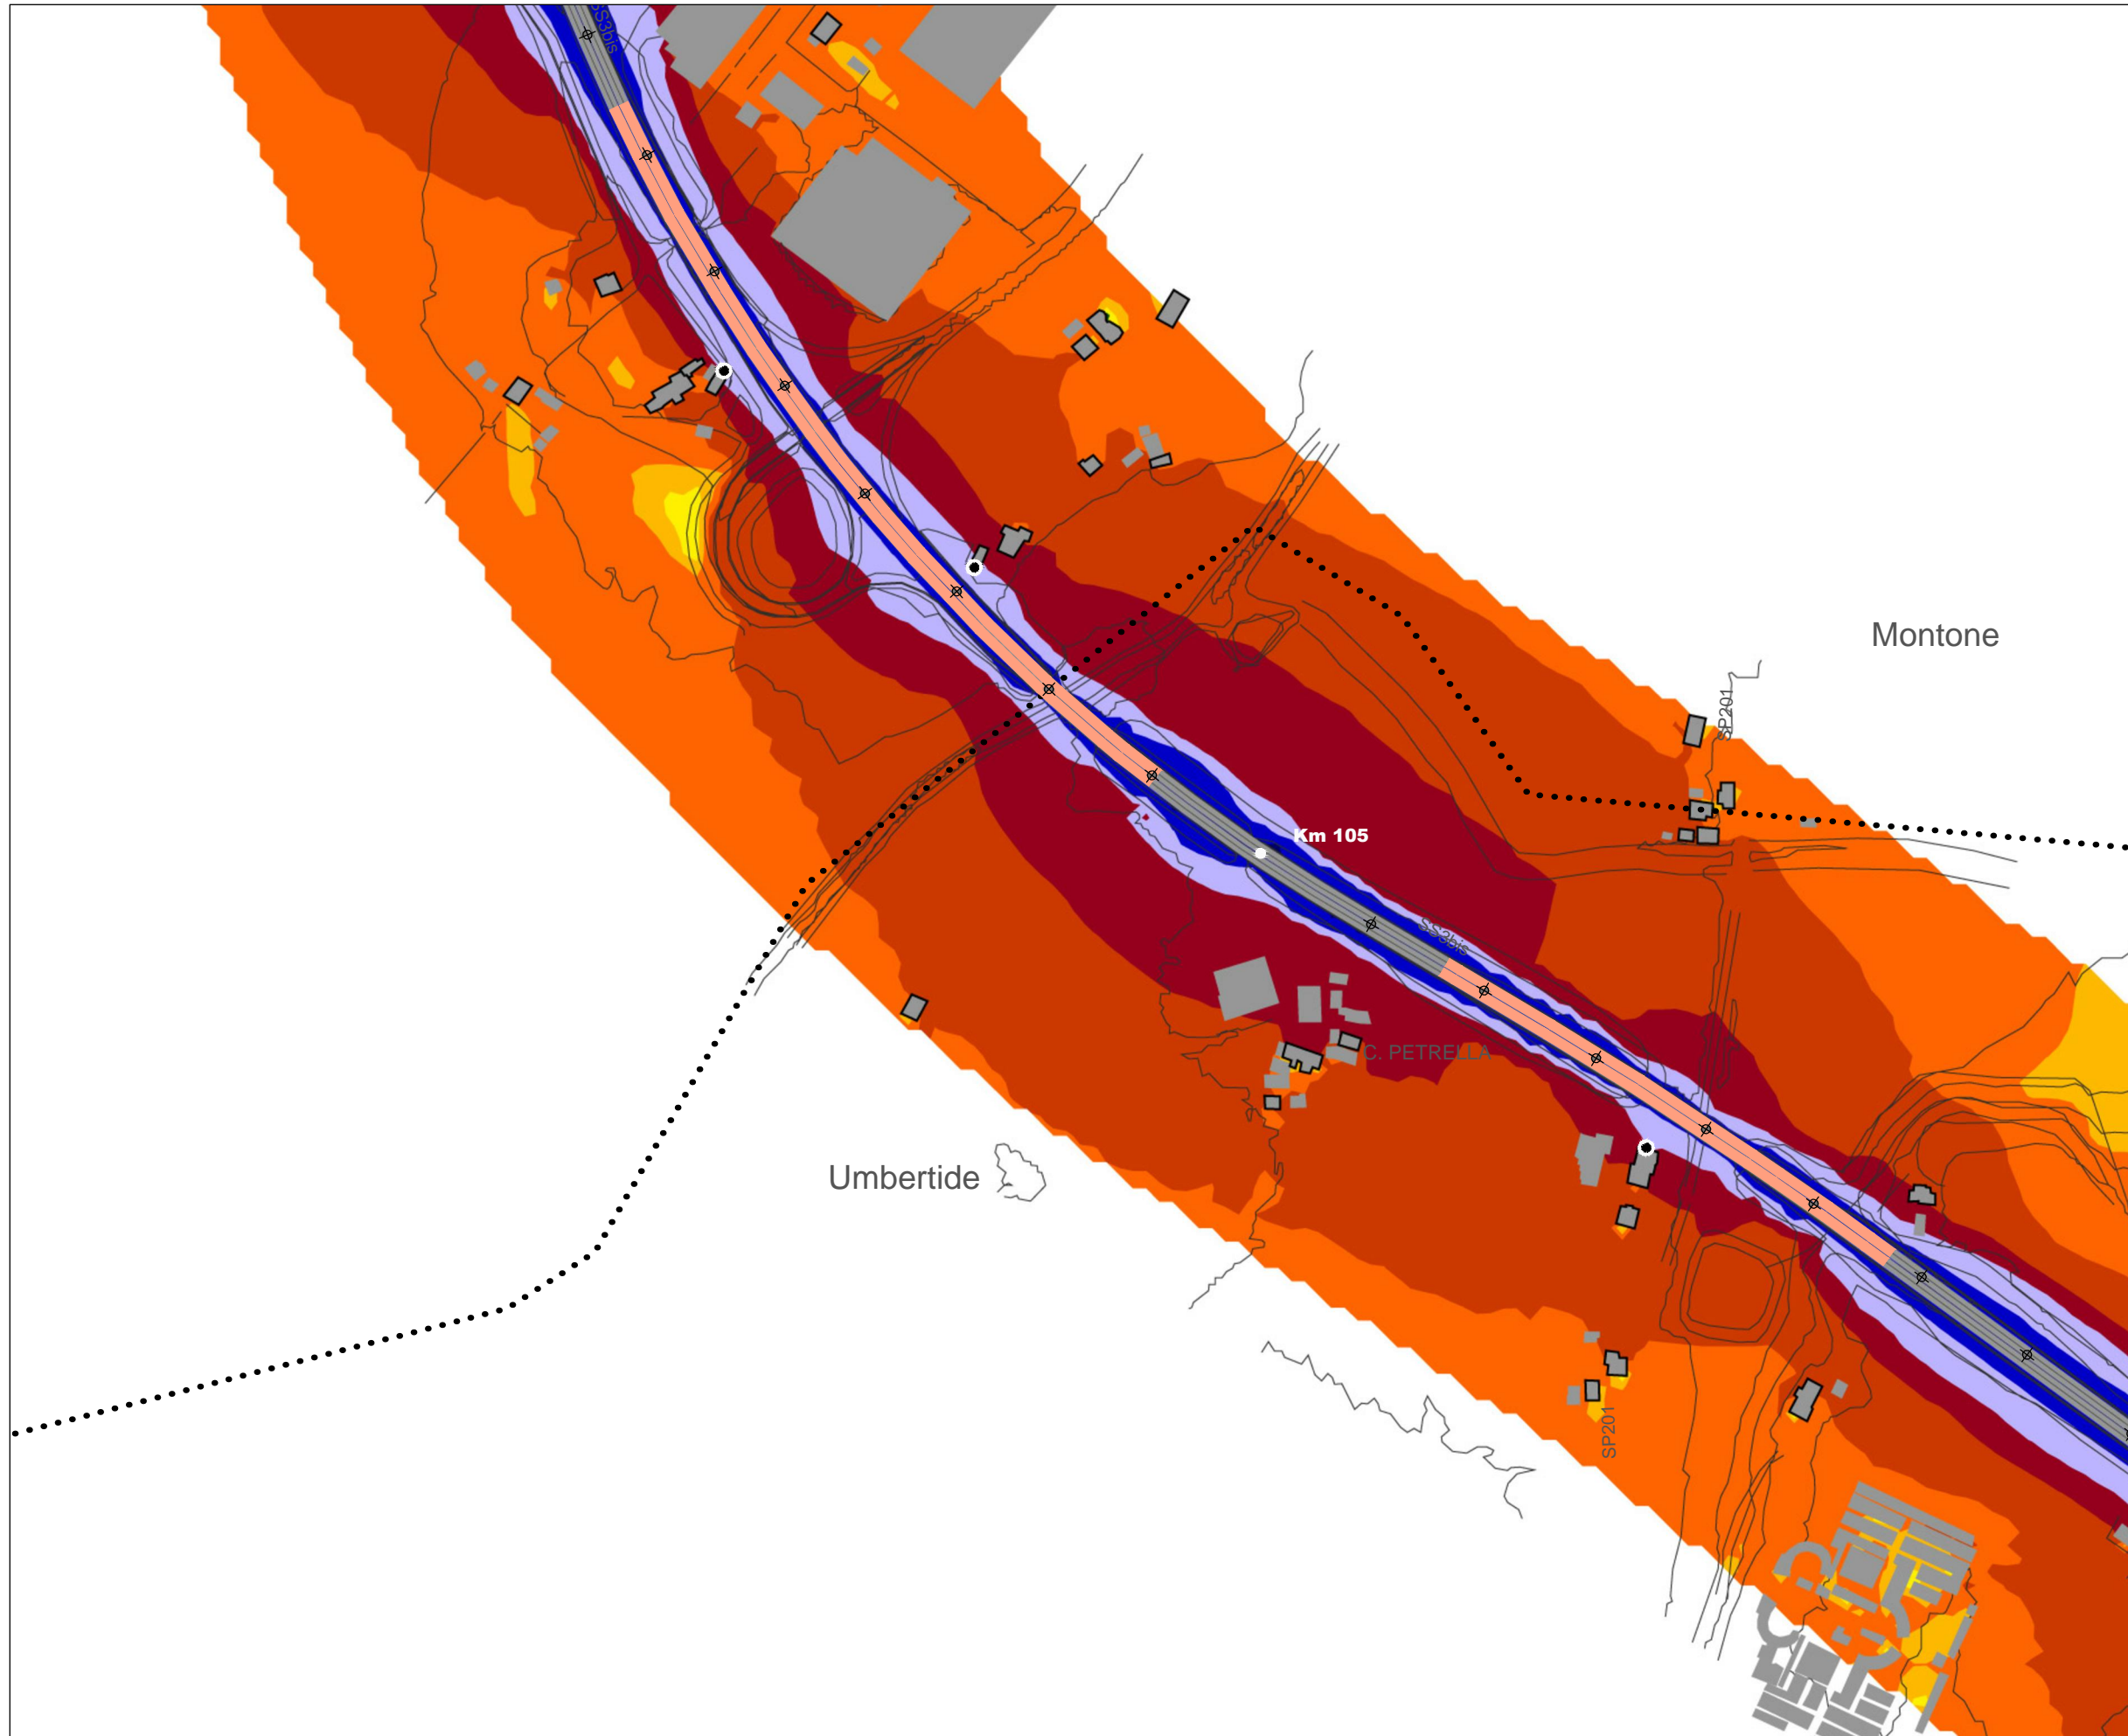 SS3bis
Montone
SP201
Km 105
SS3bis
C. PETRELLA
Umbertide
SP201